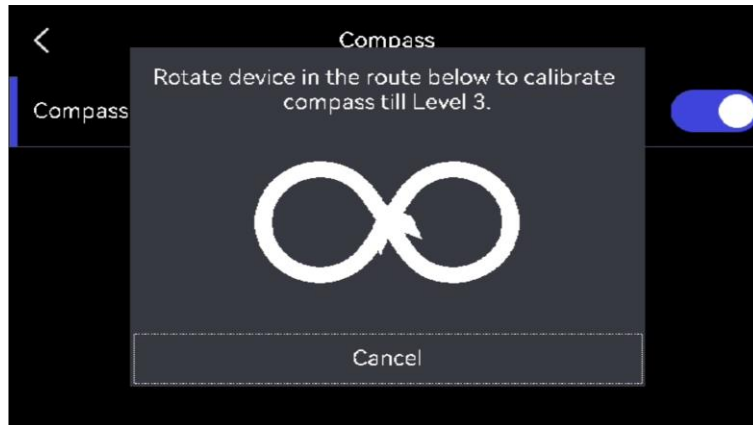 Compass
Rotate device in the route below to calibrate
compass till Level 3.
Compass
Cancel